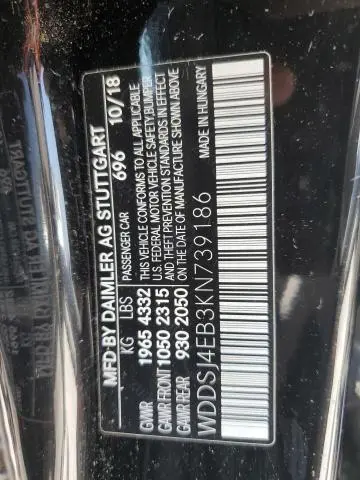 MFD BY DAIMLER AG STUTTGART
696 10/18
KG LBS PASSENGER CAR
GVWR 1965 4332
GAWR FRONT 1050 2315
GAWR REAR 930 2050
THIS VEHICLE CONFORMS TO ALL APPLICABLE
U.S. FEDERAL MOTOR VEHICLE SAFETY, BUMPER
AND THEFT PREVENTION STANDARDS IN EFFECT
ON THE DATE OF MANUFACTURE SHOWN ABOVE
WDDSJ4EB3KN739186
MADE IN HUNGARY